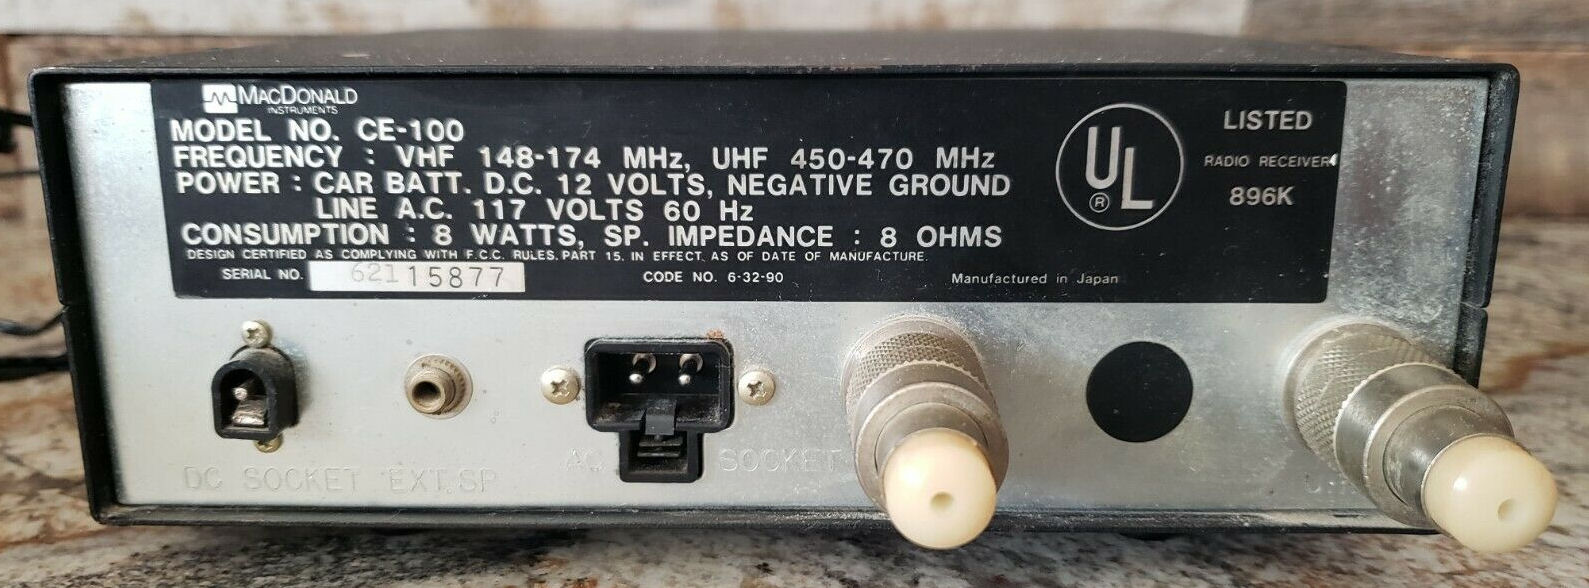 MACDONALD
INSTRUMENTS
MODEL NO. CE-100
FREQUENCY : VHF 148-174 MHz, UHF 450-470 MHz
POWER : CAR BATT. D.C. 12 VOLTS, NEGATIVE GROUND
LINE A.C. 117 VOLTS 60 Hz
CONSUMPTION : 8 WATTS, SP. IMPEDANCE : 8 OHMS
DESIGN CERTIFIED AS COMPLYING WITH F.C.C. RULES. PART 15. IN EFFECT. AS OF DATE OF MANUFACTURE.
SERIAL NO. 62115877 CODE NO. 6-32-90 Manufactured in Japan
UL ®
LISTED
RADIO RECEIVER
896K
DC SOCKET EXT. SP AC SOCKET